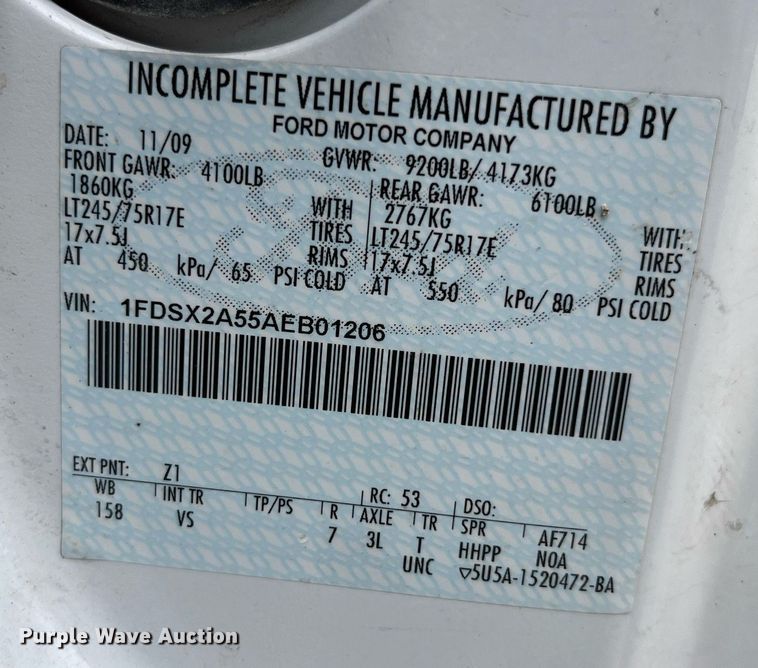 INCOMPLETE VEHICLE MANUFACTURED BY
FORD MOTOR COMPANY
DATE: 11/09 GVWR: 9200LB/ 4173KG
FRONT GAWR: 4100LB REAR GAWR: 6100LB
1860KG WITH 2767KG WITH
LT245/75R17E TIRES LT245/75R17E TIRES
17x7.5J RIMS 17x7.5J RIMS
AT 450 kPa/ 65 PSI COLD AT 550 kPa/ 80 PSI COLD
VIN: 1FDSX2A55AEB01206
EXT PNT: Z1 RC: 53 DSO:
WB INT TR TP/PS R AXLE TR SPR AF714
158 VS 7 3L T HHPP N0A
UNC ▽5U5A-1520472-BA
Purple Wave Auction